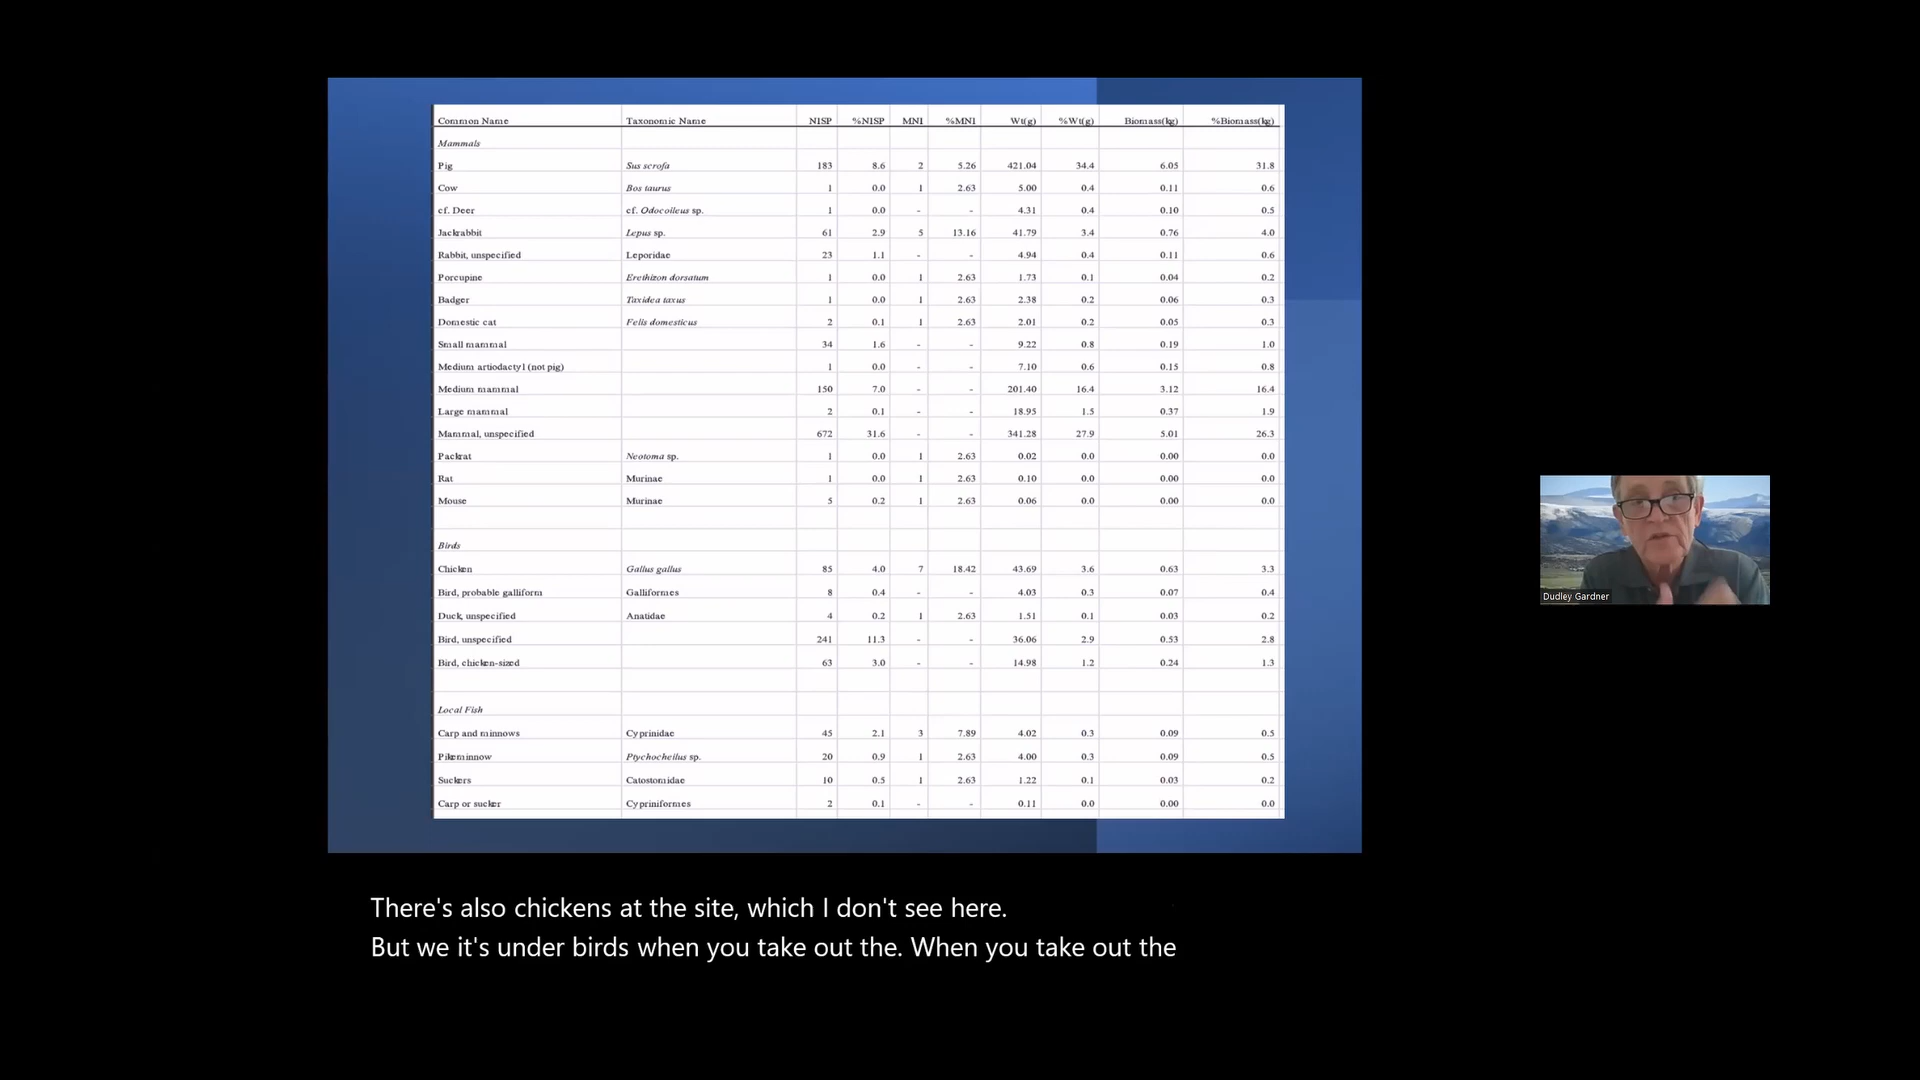 Common Name Taxonomic Name NISP %NISP MNI %MNI Wt(g) %Wt(g) Biomass(kg) %Biomass(kg)
Mammals
Pig Sus scrofa 183 8.6 2 5.26 421.04 34.4 6.05 31.8
Cow Bos taurus 1 0.0 1 2.63 5.00 0.4 0.11 0.6
cf. Deer cf. Odocoileus sp. 1 0.0 - - 4.31 0.4 0.10 0.5
Jackrabbit Lepus sp. 61 2.9 5 13.16 41.79 3.4 0.76 4.0
Rabbit, unspecified Leporidae 23 1.1 - - 4.94 0.4 0.11 0.6
Porcupine Erethizon dorsatum 1 0.0 1 2.63 1.73 0.1 0.04 0.2
Badger Taxidea taxus 1 0.0 1 2.63 2.38 0.2 0.06 0.3
Domestic cat Felis domesticus 2 0.1 1 2.63 2.01 0.2 0.05 0.3
Small mammal 34 1.6 - - 9.22 0.8 0.19 1.0
Medium artiodactyl (not pig) 1 0.0 - - 7.10 0.6 0.15 0.8
Medium mammal 150 7.0 - - 201.40 16.4 3.12 16.4
Large mammal 2 0.1 - - 18.95 1.5 0.37 1.9
Mammal, unspecified 672 31.6 - - 341.28 27.9 5.01 26.3
Packrat Neotoma sp. 1 0.0 1 2.63 0.02 0.0 0.00 0.0
Rat Murinae 1 0.0 1 2.63 0.10 0.0 0.00 0.0
Mouse Murinae 5 0.2 1 2.63 0.06 0.0 0.00 0.0
Birds
Chicken Gallus gallus 85 4.0 7 18.42 43.69 3.6 0.63 3.3
Bird, probable galliform Galliformes 8 0.4 - - 4.03 0.3 0.07 0.4
Duck, unspecified Anatidae 4 0.2 1 2.63 1.51 0.1 0.03 0.2
Bird, unspecified 241 11.3 - - 36.06 2.9 0.53 2.8
Bird, chicken-sized 63 3.0 - - 14.98 1.2 0.24 1.3
Local Fish
Carp and minnows Cyprinidae 45 2.1 3 7.89 4.02 0.3 0.09 0.5
Pikeminnow Ptychocheilus sp. 20 0.9 1 2.63 4.00 0.3 0.09 0.5
Suckers Catostomidae 10 0.5 1 2.63 1.22 0.1 0.03 0.2
Carp or sucker Cypriniformes 2 0.1 - - 0.11 0.0 0.00 0.0
Dudley Gardner
There's also chickens at the site, which I don't see here.
But we it's under birds when you take out the. When you take out the